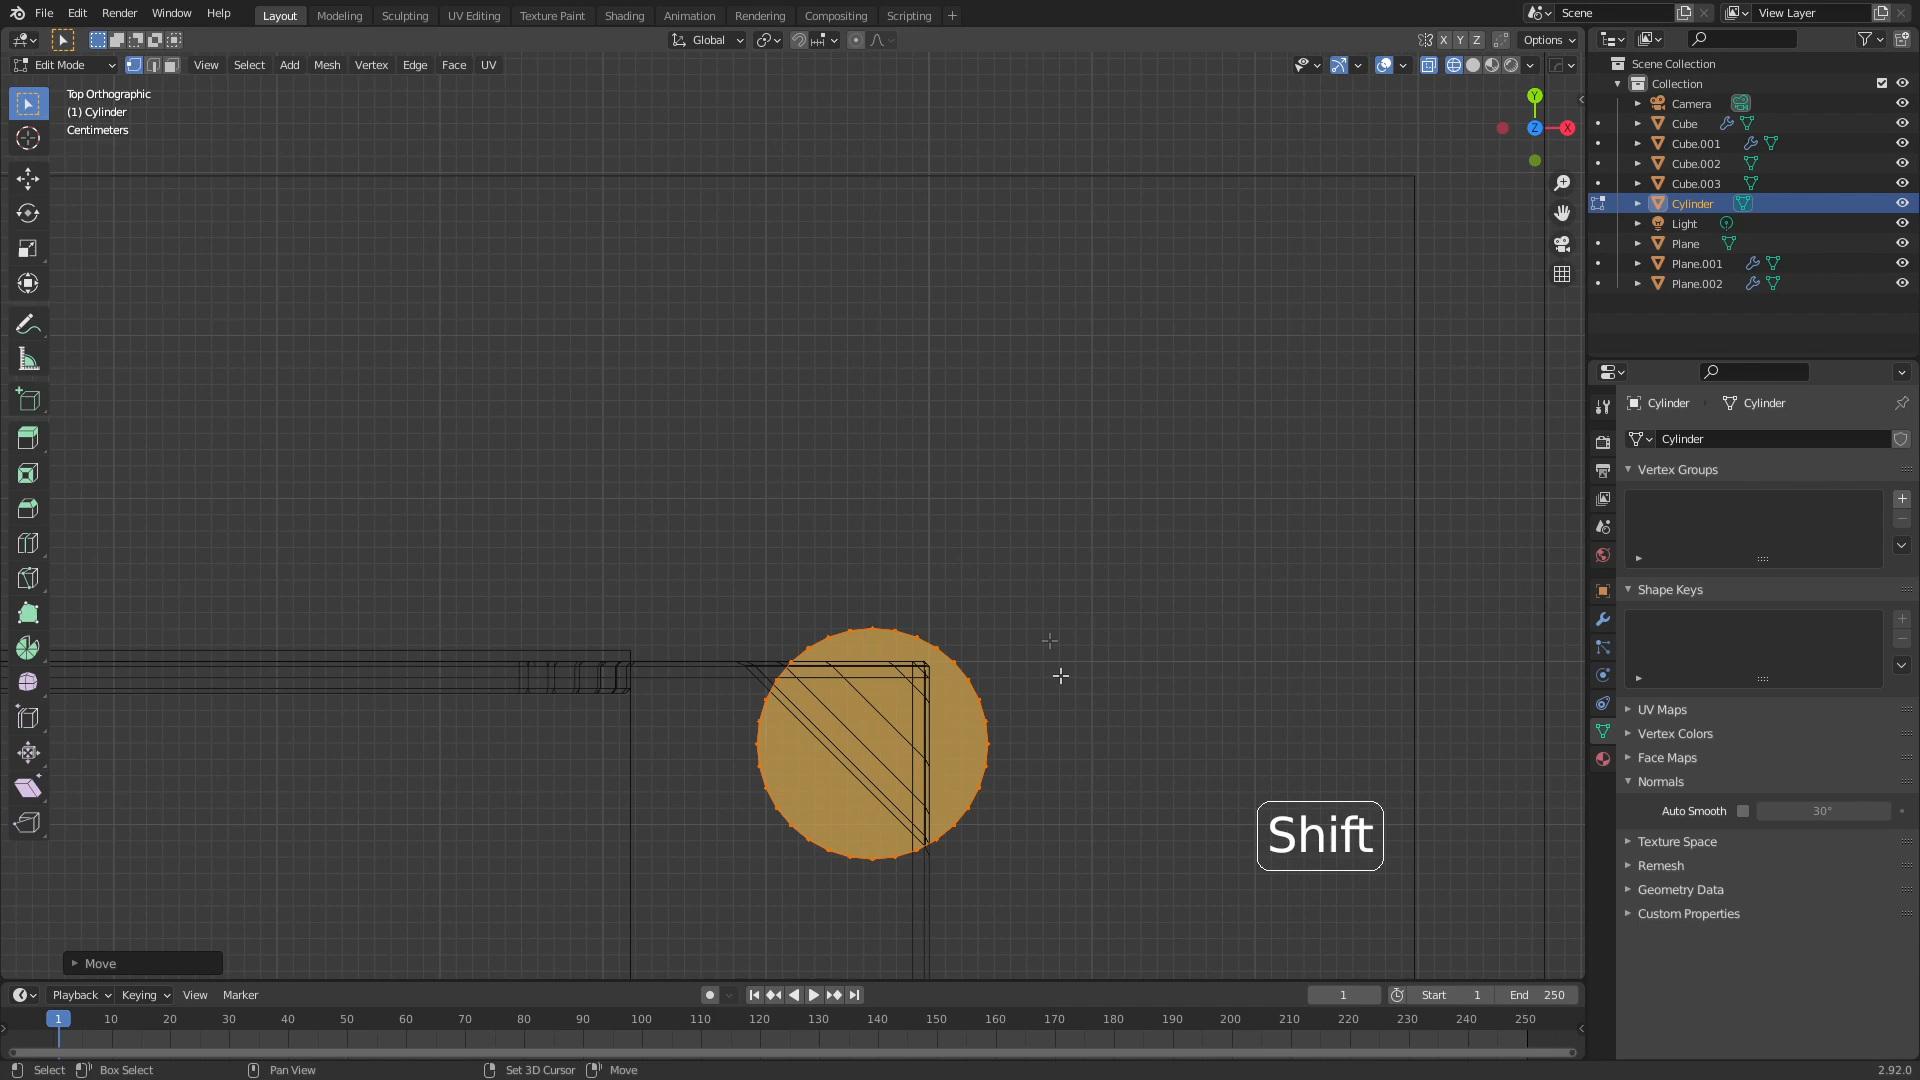 File Edit Render Window Help Layout Modeling Sculpting UV Editing Texture Paint Shading Animation Rendering Compositing Scripting + Scene View Layer
Global X Y Z Options
Edit Mode View Select Add Mesh Vertex Edge Face UV
Top Orthographic
(1) Cylinder
Centimeters
Y
Z
X
Scene Collection
Collection
Camera
Cube
Cube.001
Cube.002
Cube.003
Cylinder
Light
Plane
Plane.001
Plane.002
Cylinder Cylinder
Cylinder
Vertex Groups
Shape Keys
UV Maps
Vertex Colors
Face Maps
Normals
Auto Smooth 30°
Texture Space
Remesh
Geometry Data
Custom Properties
Shift
Move
Playback Keying View Marker 1 Start 1 End 250
1 10 20 30 40 50 60 70 80 90 100 110 120 130 140 150 160 170 180 190 200 210 220 230 240 250
Select Box Select Pan View Set 3D Cursor Move 2.92.0